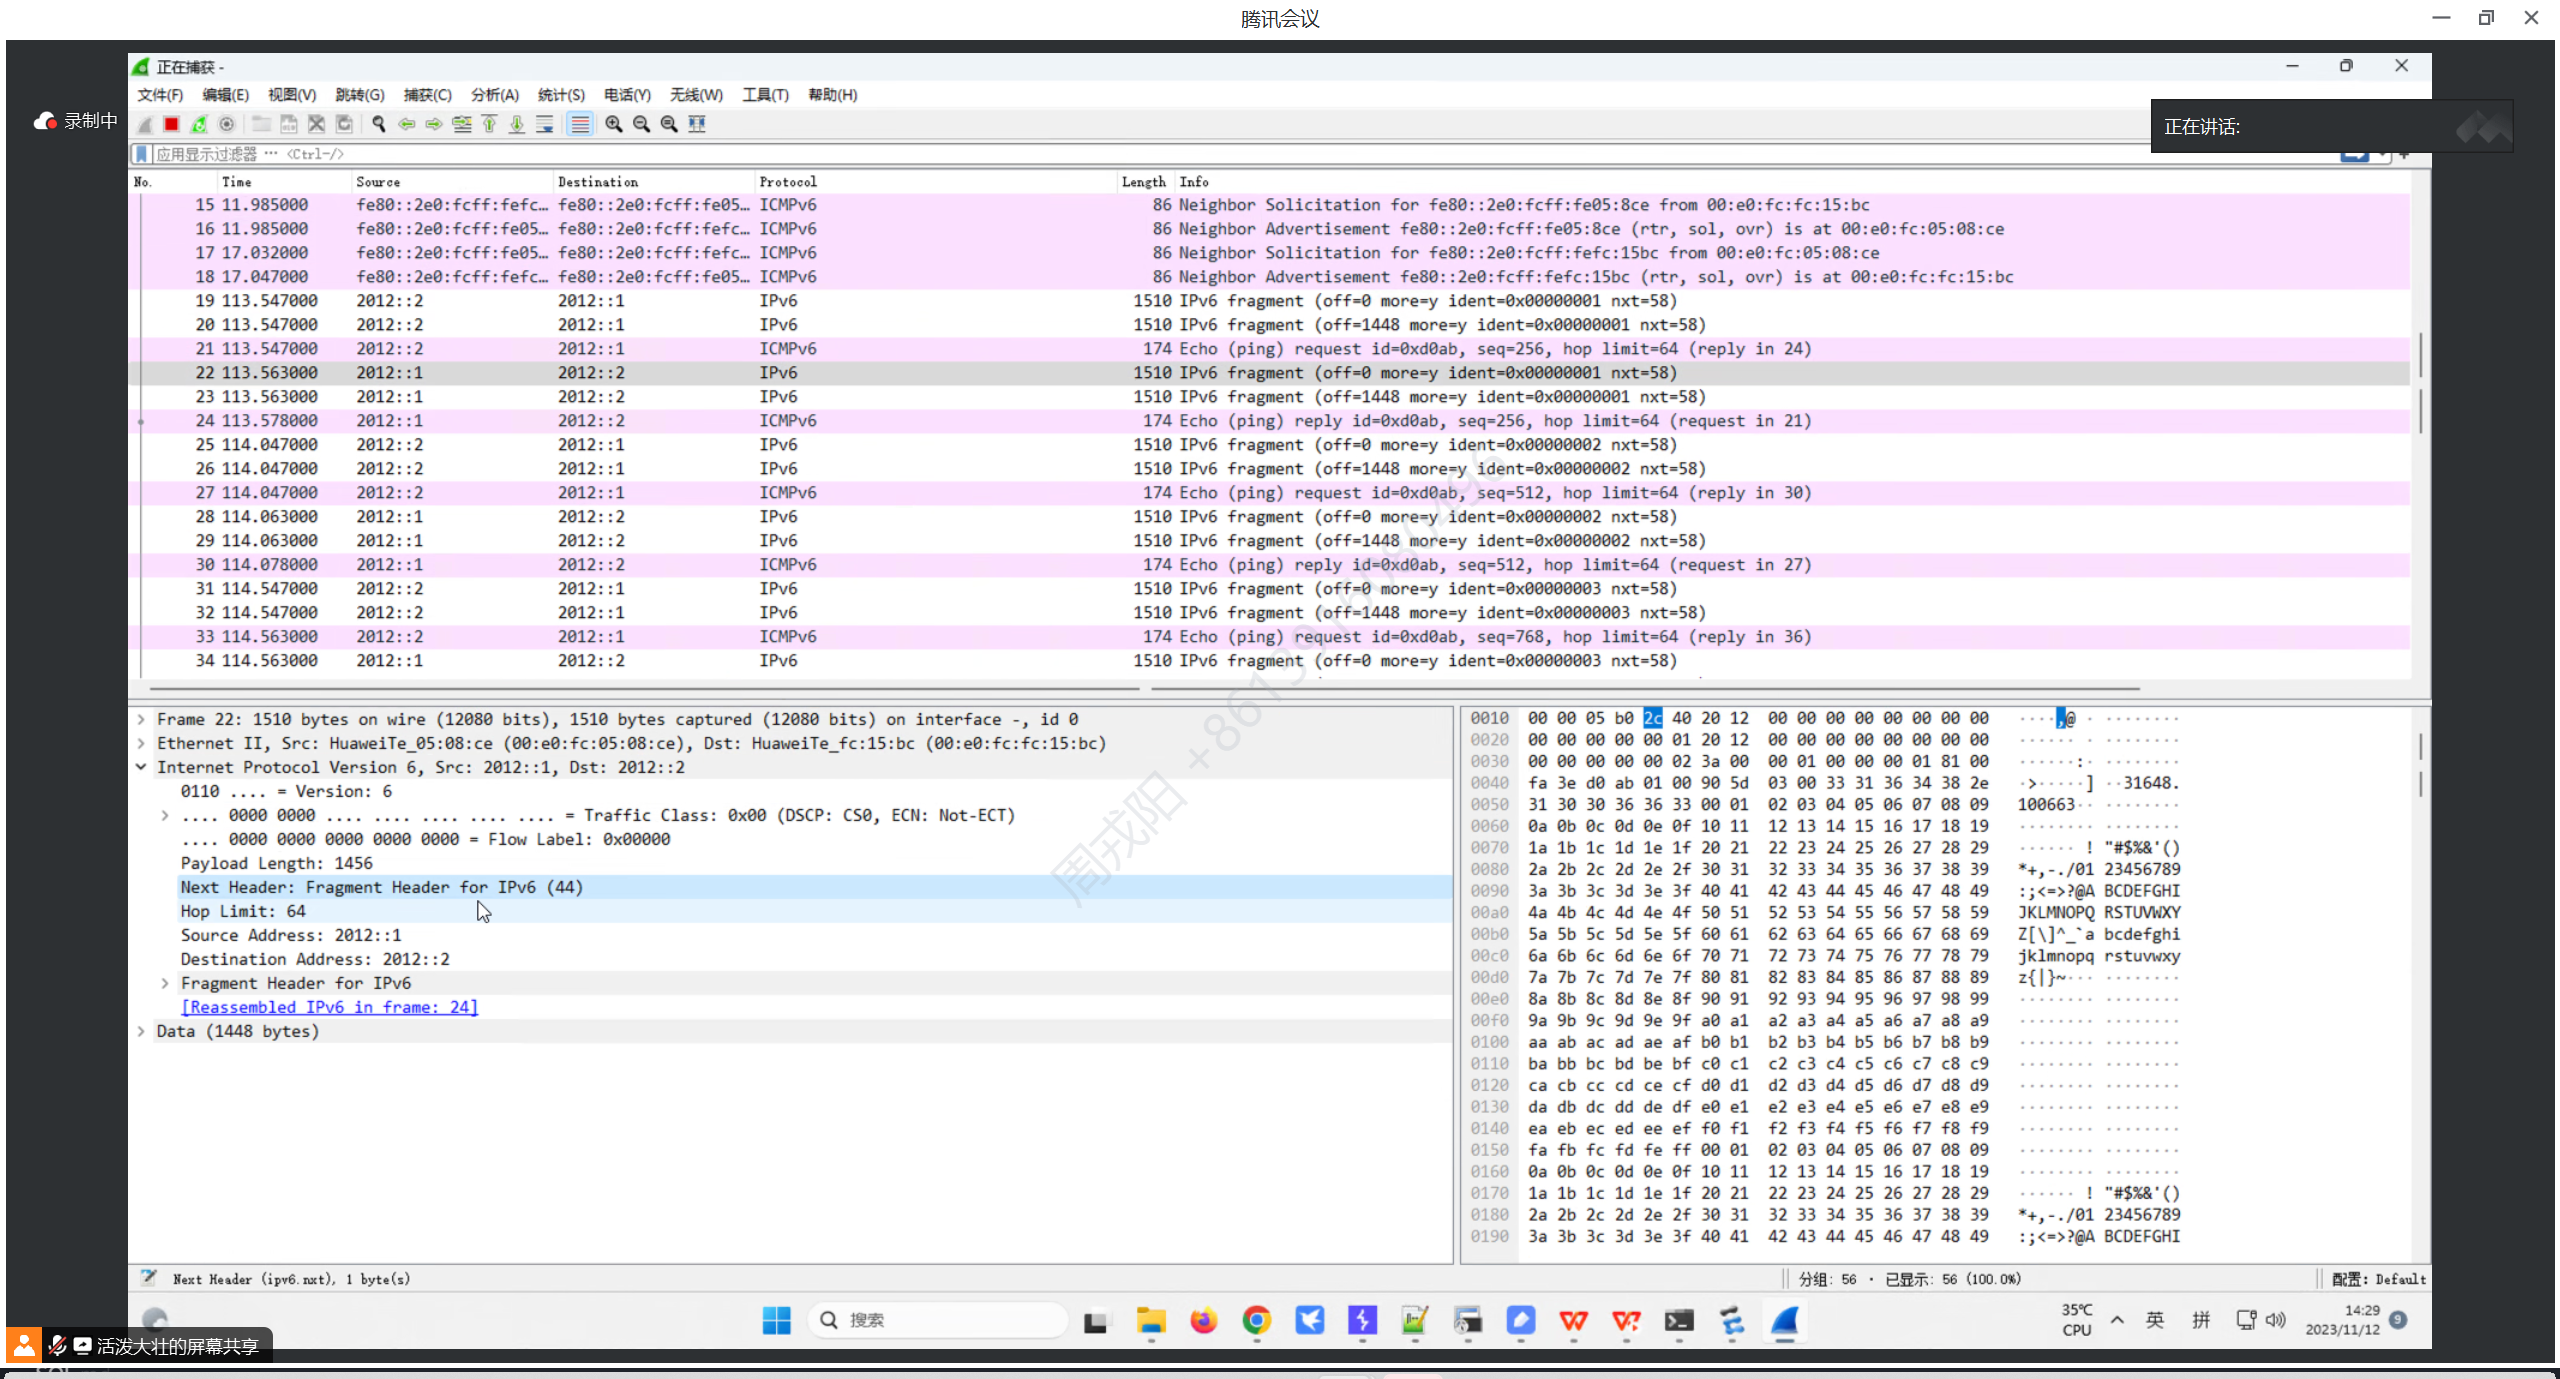 腾讯会议
正在捕获 -
文件(F) 编辑(E) 视图(V) 跳转(G) 捕获(C) 分析(A) 统计(S) 电话(Y) 无线(W) 工具(T) 帮助(H)
录制中
正在讲话:
应用显示过滤器 … <Ctrl-/>
No. Time Source Destination Protocol Length Info
15 11.985000 fe80::2e0:fcff:fefc… fe80::2e0:fcff:fe05… ICMPv6 86 Neighbor Solicitation for fe80::2e0:fcff:fe05:8ce from 00:e0:fc:fc:15:bc
16 11.985000 fe80::2e0:fcff:fe05… fe80::2e0:fcff:fefc… ICMPv6 86 Neighbor Advertisement fe80::2e0:fcff:fe05:8ce (rtr, sol, ovr) is at 00:e0:fc:05:08:ce
17 17.032000 fe80::2e0:fcff:fe05… fe80::2e0:fcff:fefc… ICMPv6 86 Neighbor Solicitation for fe80::2e0:fcff:fefc:15bc from 00:e0:fc:05:08:ce
18 17.047000 fe80::2e0:fcff:fefc… fe80::2e0:fcff:fe05… ICMPv6 86 Neighbor Advertisement fe80::2e0:fcff:fefc:15bc (rtr, sol, ovr) is at 00:e0:fc:fc:15:bc
19 113.547000 2012::2 2012::1 IPv6 1510 IPv6 fragment (off=0 more=y ident=0x00000001 nxt=58)
20 113.547000 2012::2 2012::1 IPv6 1510 IPv6 fragment (off=1448 more=y ident=0x00000001 nxt=58)
21 113.547000 2012::2 2012::1 ICMPv6 174 Echo (ping) request id=0xd0ab, seq=256, hop limit=64 (reply in 24)
22 113.563000 2012::1 2012::2 IPv6 1510 IPv6 fragment (off=0 more=y ident=0x00000001 nxt=58)
23 113.563000 2012::1 2012::2 IPv6 1510 IPv6 fragment (off=1448 more=y ident=0x00000001 nxt=58)
24 113.578000 2012::1 2012::2 ICMPv6 174 Echo (ping) reply id=0xd0ab, seq=256, hop limit=64 (request in 21)
25 114.047000 2012::2 2012::1 IPv6 1510 IPv6 fragment (off=0 more=y ident=0x00000002 nxt=58)
26 114.047000 2012::2 2012::1 IPv6 1510 IPv6 fragment (off=1448 more=y ident=0x00000002 nxt=58)
27 114.047000 2012::2 2012::1 ICMPv6 174 Echo (ping) request id=0xd0ab, seq=512, hop limit=64 (reply in 30)
28 114.063000 2012::1 2012::2 IPv6 1510 IPv6 fragment (off=0 more=y ident=0x00000002 nxt=58)
29 114.063000 2012::1 2012::2 IPv6 1510 IPv6 fragment (off=1448 more=y ident=0x00000002 nxt=58)
30 114.078000 2012::1 2012::2 ICMPv6 174 Echo (ping) reply id=0xd0ab, seq=512, hop limit=64 (request in 27)
31 114.547000 2012::2 2012::1 IPv6 1510 IPv6 fragment (off=0 more=y ident=0x00000003 nxt=58)
32 114.547000 2012::2 2012::1 IPv6 1510 IPv6 fragment (off=1448 more=y ident=0x00000003 nxt=58)
33 114.563000 2012::2 2012::1 ICMPv6 174 Echo (ping) request id=0xd0ab, seq=768, hop limit=64 (reply in 36)
34 114.563000 2012::1 2012::2 IPv6 1510 IPv6 fragment (off=0 more=y ident=0x00000003 nxt=58)
周戎阳
Frame 22: 1510 bytes on wire (12080 bits), 1510 bytes captured (12080 bits) on interface -, id 0
Ethernet II, Src: HuaweiTe_05:08:ce (00:e0:fc:05:08:ce), Dst: HuaweiTe_fc:15:bc (00:e0:fc:fc:15:bc)
Internet Protocol Version 6, Src: 2012::1, Dst: 2012::2
0110 .... = Version: 6
.... 0000 0000 .... .... .... .... .... = Traffic Class: 0x00 (DSCP: CS0, ECN: Not-ECT)
.... 0000 0000 0000 0000 0000 = Flow Label: 0x00000
Payload Length: 1456
Next Header: Fragment Header for IPv6 (44)
Hop Limit: 64
Source Address: 2012::1
Destination Address: 2012::2
Fragment Header for IPv6
[Reassembled IPv6 in frame: 24]
Data (1448 bytes)
0010 00 00 05 b0 2c 40 20 12 00 00 00 00 00 00 00 00 ····,@ · ········
0020 00 00 00 00 00 01 20 12 00 00 00 00 00 00 00 00 ······ · ········
0030 00 00 00 00 00 02 3a 00 00 01 00 00 00 01 81 00 ······:· ········
0040 fa 3e d0 ab 01 00 90 5d 03 00 33 31 36 34 38 2e ·>·····] ··31648.
0050 31 30 30 36 36 33 00 01 02 03 04 05 06 07 08 09 100663·· ········
0060 0a 0b 0c 0d 0e 0f 10 11 12 13 14 15 16 17 18 19 ········ ········
0070 1a 1b 1c 1d 1e 1f 20 21 22 23 24 25 26 27 28 29 ······ ! "#$%&'()
0080 2a 2b 2c 2d 2e 2f 30 31 32 33 34 35 36 37 38 39 *+,-./01 23456789
0090 3a 3b 3c 3d 3e 3f 40 41 42 43 44 45 46 47 48 49 :;<=>?@A BCDEFGHI
00a0 4a 4b 4c 4d 4e 4f 50 51 52 53 54 55 56 57 58 59 JKLMNOPQ RSTUVWXY
00b0 5a 5b 5c 5d 5e 5f 60 61 62 63 64 65 66 67 68 69 Z[\]^_`a bcdefghi
00c0 6a 6b 6c 6d 6e 6f 70 71 72 73 74 75 76 77 78 79 jklmnopq rstuvwxy
00d0 7a 7b 7c 7d 7e 7f 80 81 82 83 84 85 86 87 88 89 z{|}~··· ········
00e0 8a 8b 8c 8d 8e 8f 90 91 92 93 94 95 96 97 98 99 ········ ········
00f0 9a 9b 9c 9d 9e 9f a0 a1 a2 a3 a4 a5 a6 a7 a8 a9 ········ ········
0100 aa ab ac ad ae af b0 b1 b2 b3 b4 b5 b6 b7 b8 b9 ········ ········
0110 ba bb bc bd be bf c0 c1 c2 c3 c4 c5 c6 c7 c8 c9 ········ ········
0120 ca cb cc cd ce cf d0 d1 d2 d3 d4 d5 d6 d7 d8 d9 ········ ········
0130 da db dc dd de df e0 e1 e2 e3 e4 e5 e6 e7 e8 e9 ········ ········
0140 ea eb ec ed ee ef f0 f1 f2 f3 f4 f5 f6 f7 f8 f9 ········ ········
0150 fa fb fc fd fe ff 00 01 02 03 04 05 06 07 08 09 ········ ········
0160 0a 0b 0c 0d 0e 0f 10 11 12 13 14 15 16 17 18 19 ········ ········
0170 1a 1b 1c 1d 1e 1f 20 21 22 23 24 25 26 27 28 29 ······ ! "#$%&'()
0180 2a 2b 2c 2d 2e 2f 30 31 32 33 34 35 36 37 38 39 *+,-./01 23456789
0190 3a 3b 3c 3d 3e 3f 40 41 42 43 44 45 46 47 48 49 :;<=>?@A BCDEFGHI
Next Header (ipv6.nxt), 1 byte(s) 分组: 56 · 已显示: 56 (100.0%) 配置: Default
搜索
35℃
CPU
英 拼
14:29
2023/11/12
9
活泼大壮的屏幕共享